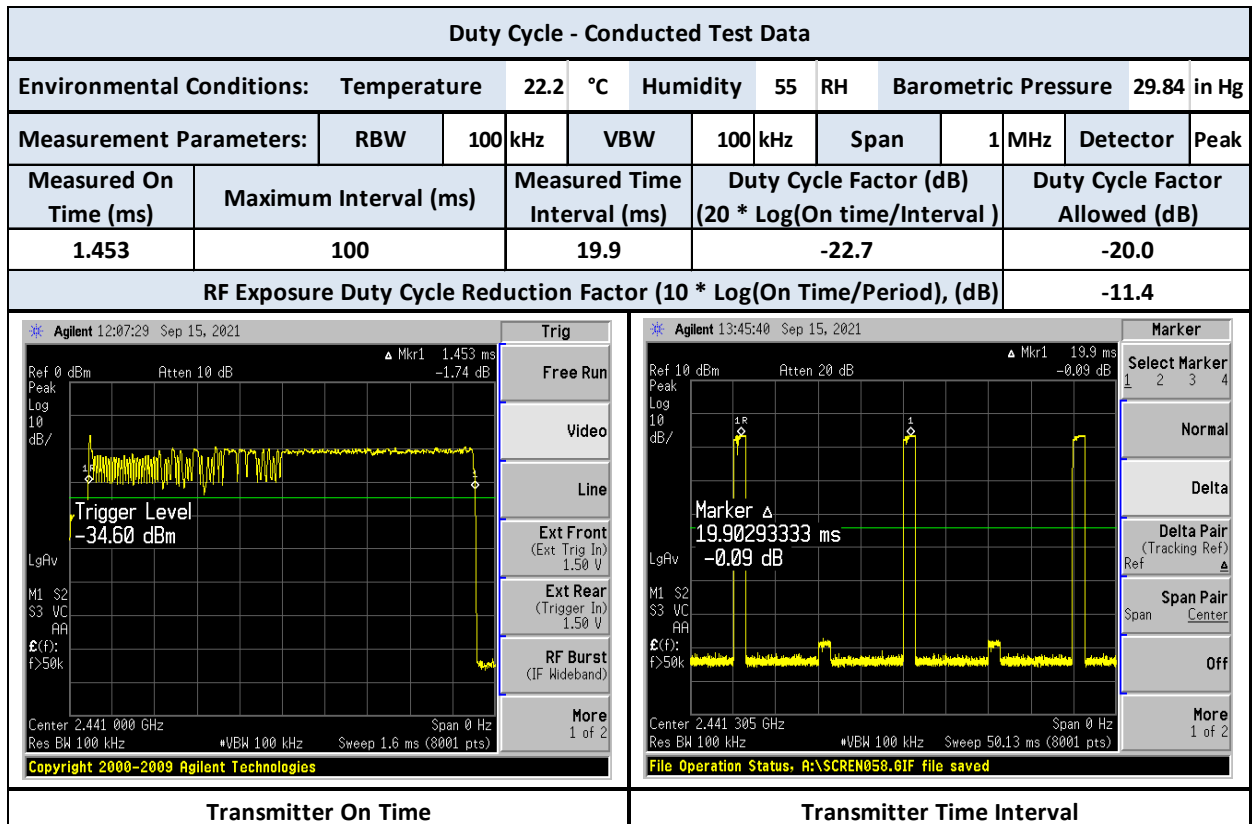 Duty Cycle - Conducted Test Data
Environmental Conditions: Temperature 22.2 °C Humidity 55 RH Barometric Pressure 29.84 in Hg
Measurement Parameters: RBW 100 kHz VBW 100 kHz Span 1 MHz Detector Peak
Measured On Time (ms) Maximum Interval (ms) Measured Time Interval (ms) Duty Cycle Factor (dB) (20 * Log(On time/Interval ) Duty Cycle Factor Allowed (dB)
1.453 100 19.9 -22.7 -20.0
RF Exposure Duty Cycle Reduction Factor (10 * Log(On Time/Period), (dB) -11.4
Agilent 12:07:29 Sep 15, 2021 Trig
Δ Mkr1 1.453 ms
Ref 0 dBm Atten 10 dB -1.74 dB
Peak
Log
10
dB/
1R
1
Trigger Level
-34.60 dBm
LgAv
M1 S2
S3 VC
AA
£(f):
f>50k
Center 2.441 000 GHz Span 0 Hz
Res BW 100 kHz #VBW 100 kHz Sweep 1.6 ms (8001 pts)
Copyright 2000-2009 Agilent Technologies
Free Run
Video
Line
Ext Front
(Ext Trig In)
1.50 V
Ext Rear
(Trigger In)
1.50 V
RF Burst
(IF Wideband)
More
1 of 2
Agilent 13:45:40 Sep 15, 2021 Marker
Δ Mkr1 19.9 ms
Ref 10 dBm Atten 20 dB -0.09 dB
Peak
Log
10
dB/
1R
1
Marker Δ
19.90293333 ms
-0.09 dB
LgAv
M1 S2
S3 VC
AA
£(f):
f>50k
Center 2.441 305 GHz Span 0 Hz
Res BW 100 kHz #VBW 100 kHz Sweep 50.13 ms (8001 pts)
File Operation Status, A:\SCREN058.GIF file saved
Select Marker
1 2 3 4
Normal
Delta
Delta Pair
(Tracking Ref)
Ref Δ
Span Pair
Span Center
Off
More
1 of 2
Transmitter On Time Transmitter Time Interval